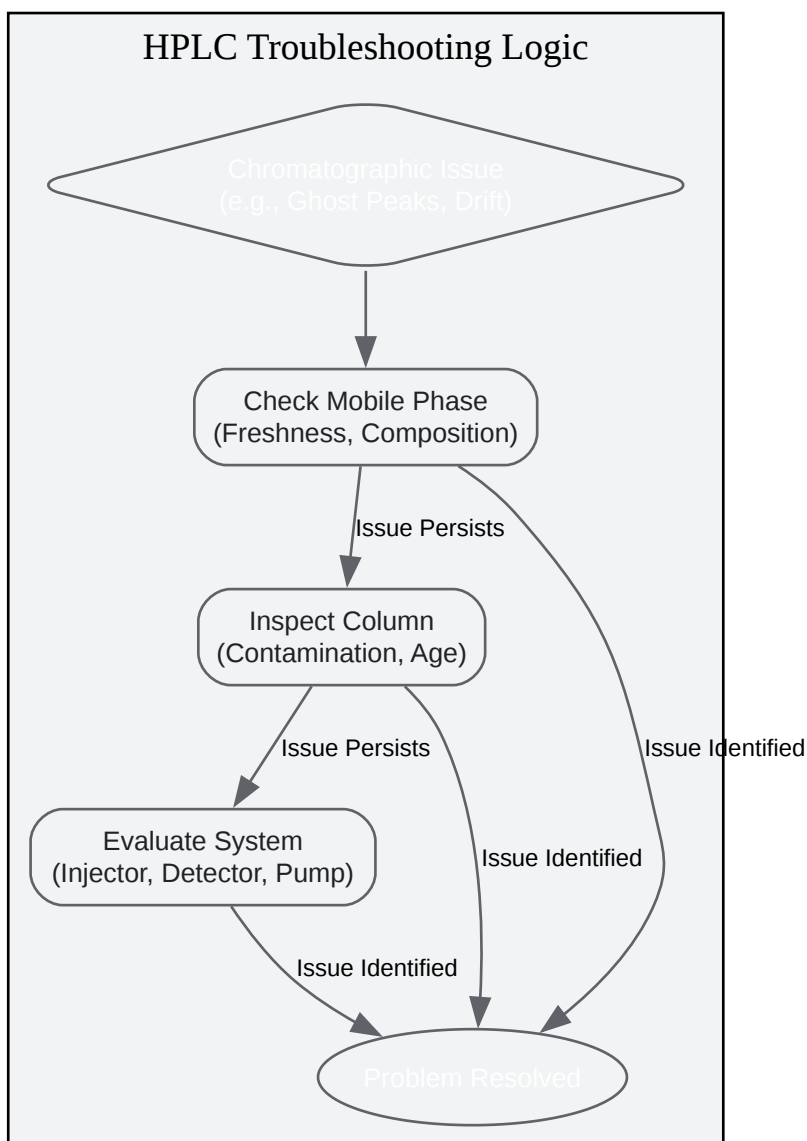 HPLC Troubleshooting Logic
Chromatographic Issue
(e.g., Ghost Peaks, Drift)
Check Mobile Phase
(Freshness, Composition)
Issue Persists
Inspect Column
(Contamination, Age)
Issue Persists
Issue Identified
Evaluate System
(Injector, Detector, Pump)
Issue Identified
Issue Identified
Problem Resolved